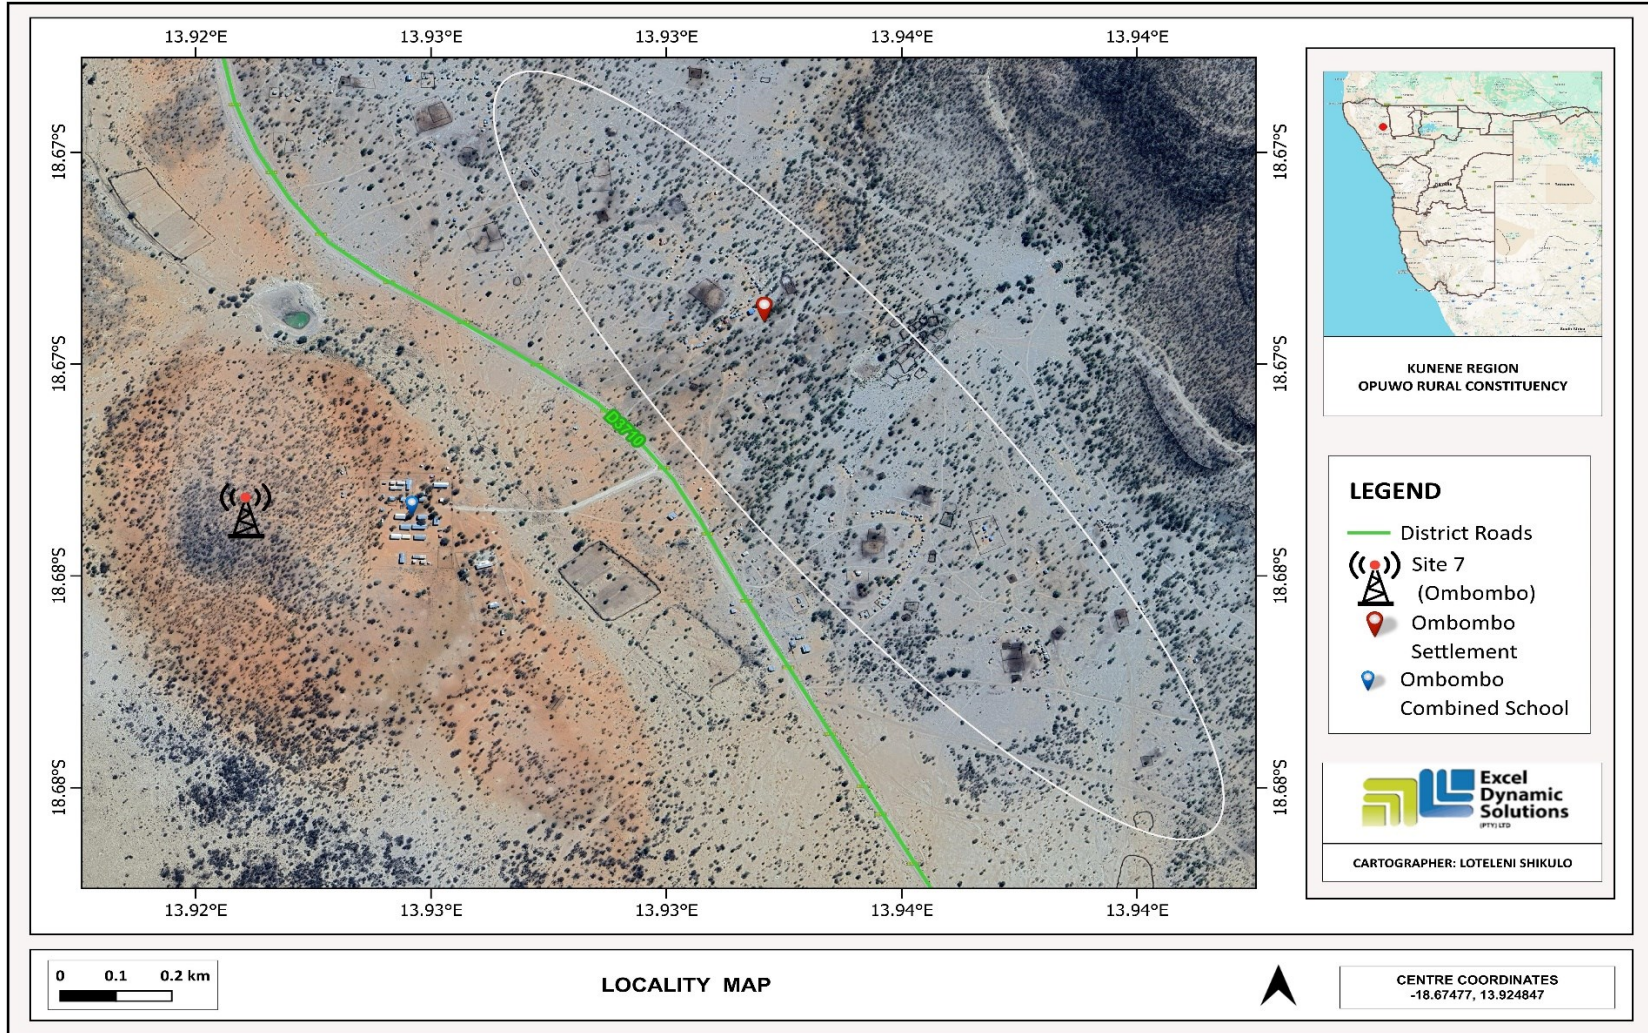 13.92°E 13.93°E 13.93°E 13.94°E 13.94°E
18.67°S
18.67°S
18.68°S
18.68°S
D3710
18.67°S
18.67°S
18.68°S
18.68°S
13.92°E 13.93°E 13.93°E 13.94°E 13.94°E
KUNENE REGION
OPUWO RURAL CONSTITUENCY
LEGEND
District Roads
Site 7
(Ombombo)
Ombombo
Settlement
Ombombo
Combined School
Excel
Dynamic
Solutions
(PTY) LTD
CARTOGRAPHER: LOTELENI SHIKULO
0 0.1 0.2 km
LOCALITY MAP
CENTRE COORDINATES
-18.67477, 13.924847